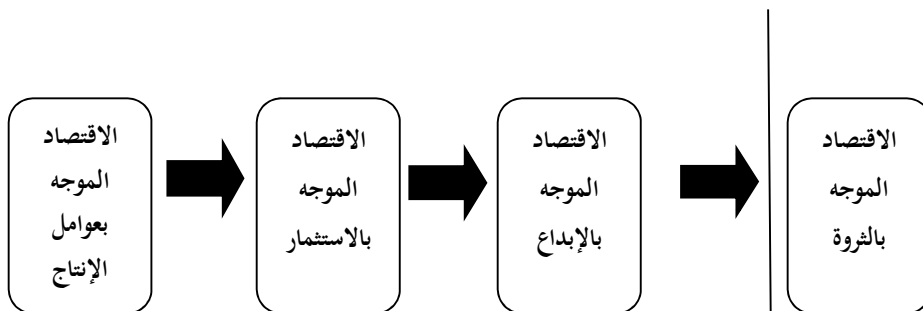 الاقتصاد
الموجه
بعوامل
الإنتاج
الاقتصاد
الموجه
بالاستثمار
الاقتصاد
الموجه
بالإبداع
الاقتصاد
الموجه
بالثروة